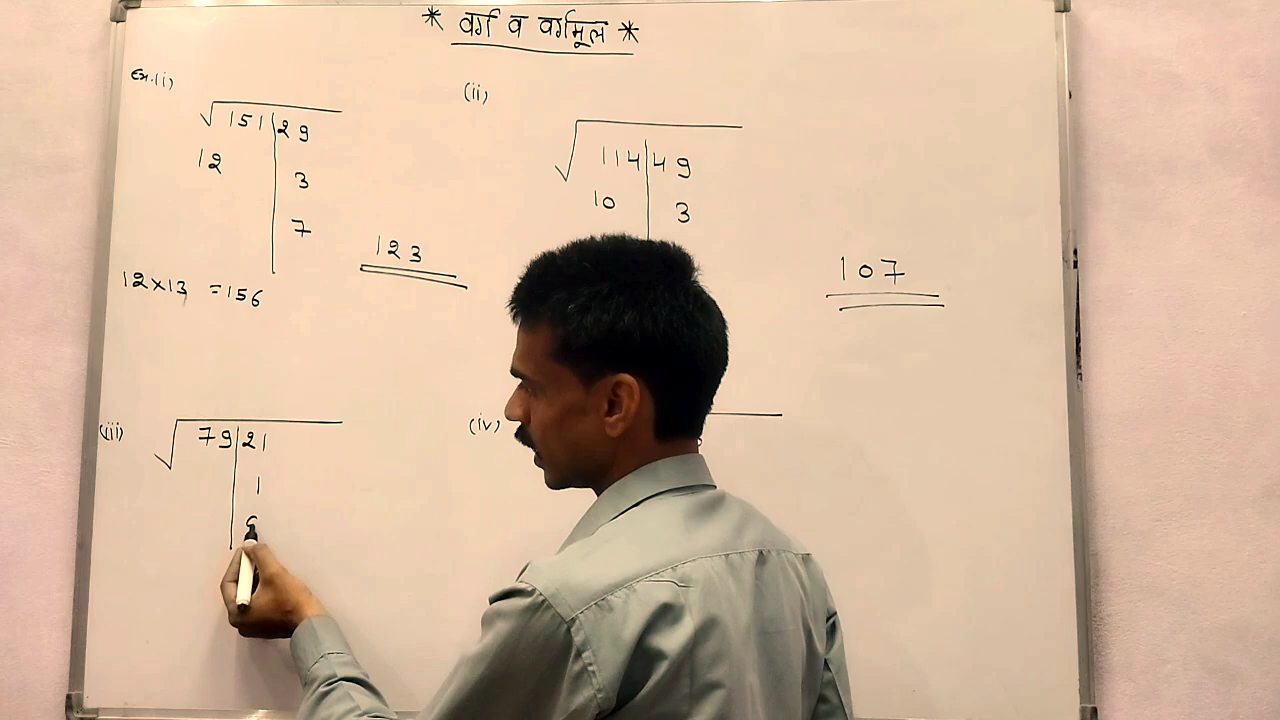 * वर्ग व वर्गमूल *
Ex.(i)
√151|29
12
3
7
123
12×13 =156
(ii)
√114|49
10
3
107
(iii)
√79|21
1
(iv)